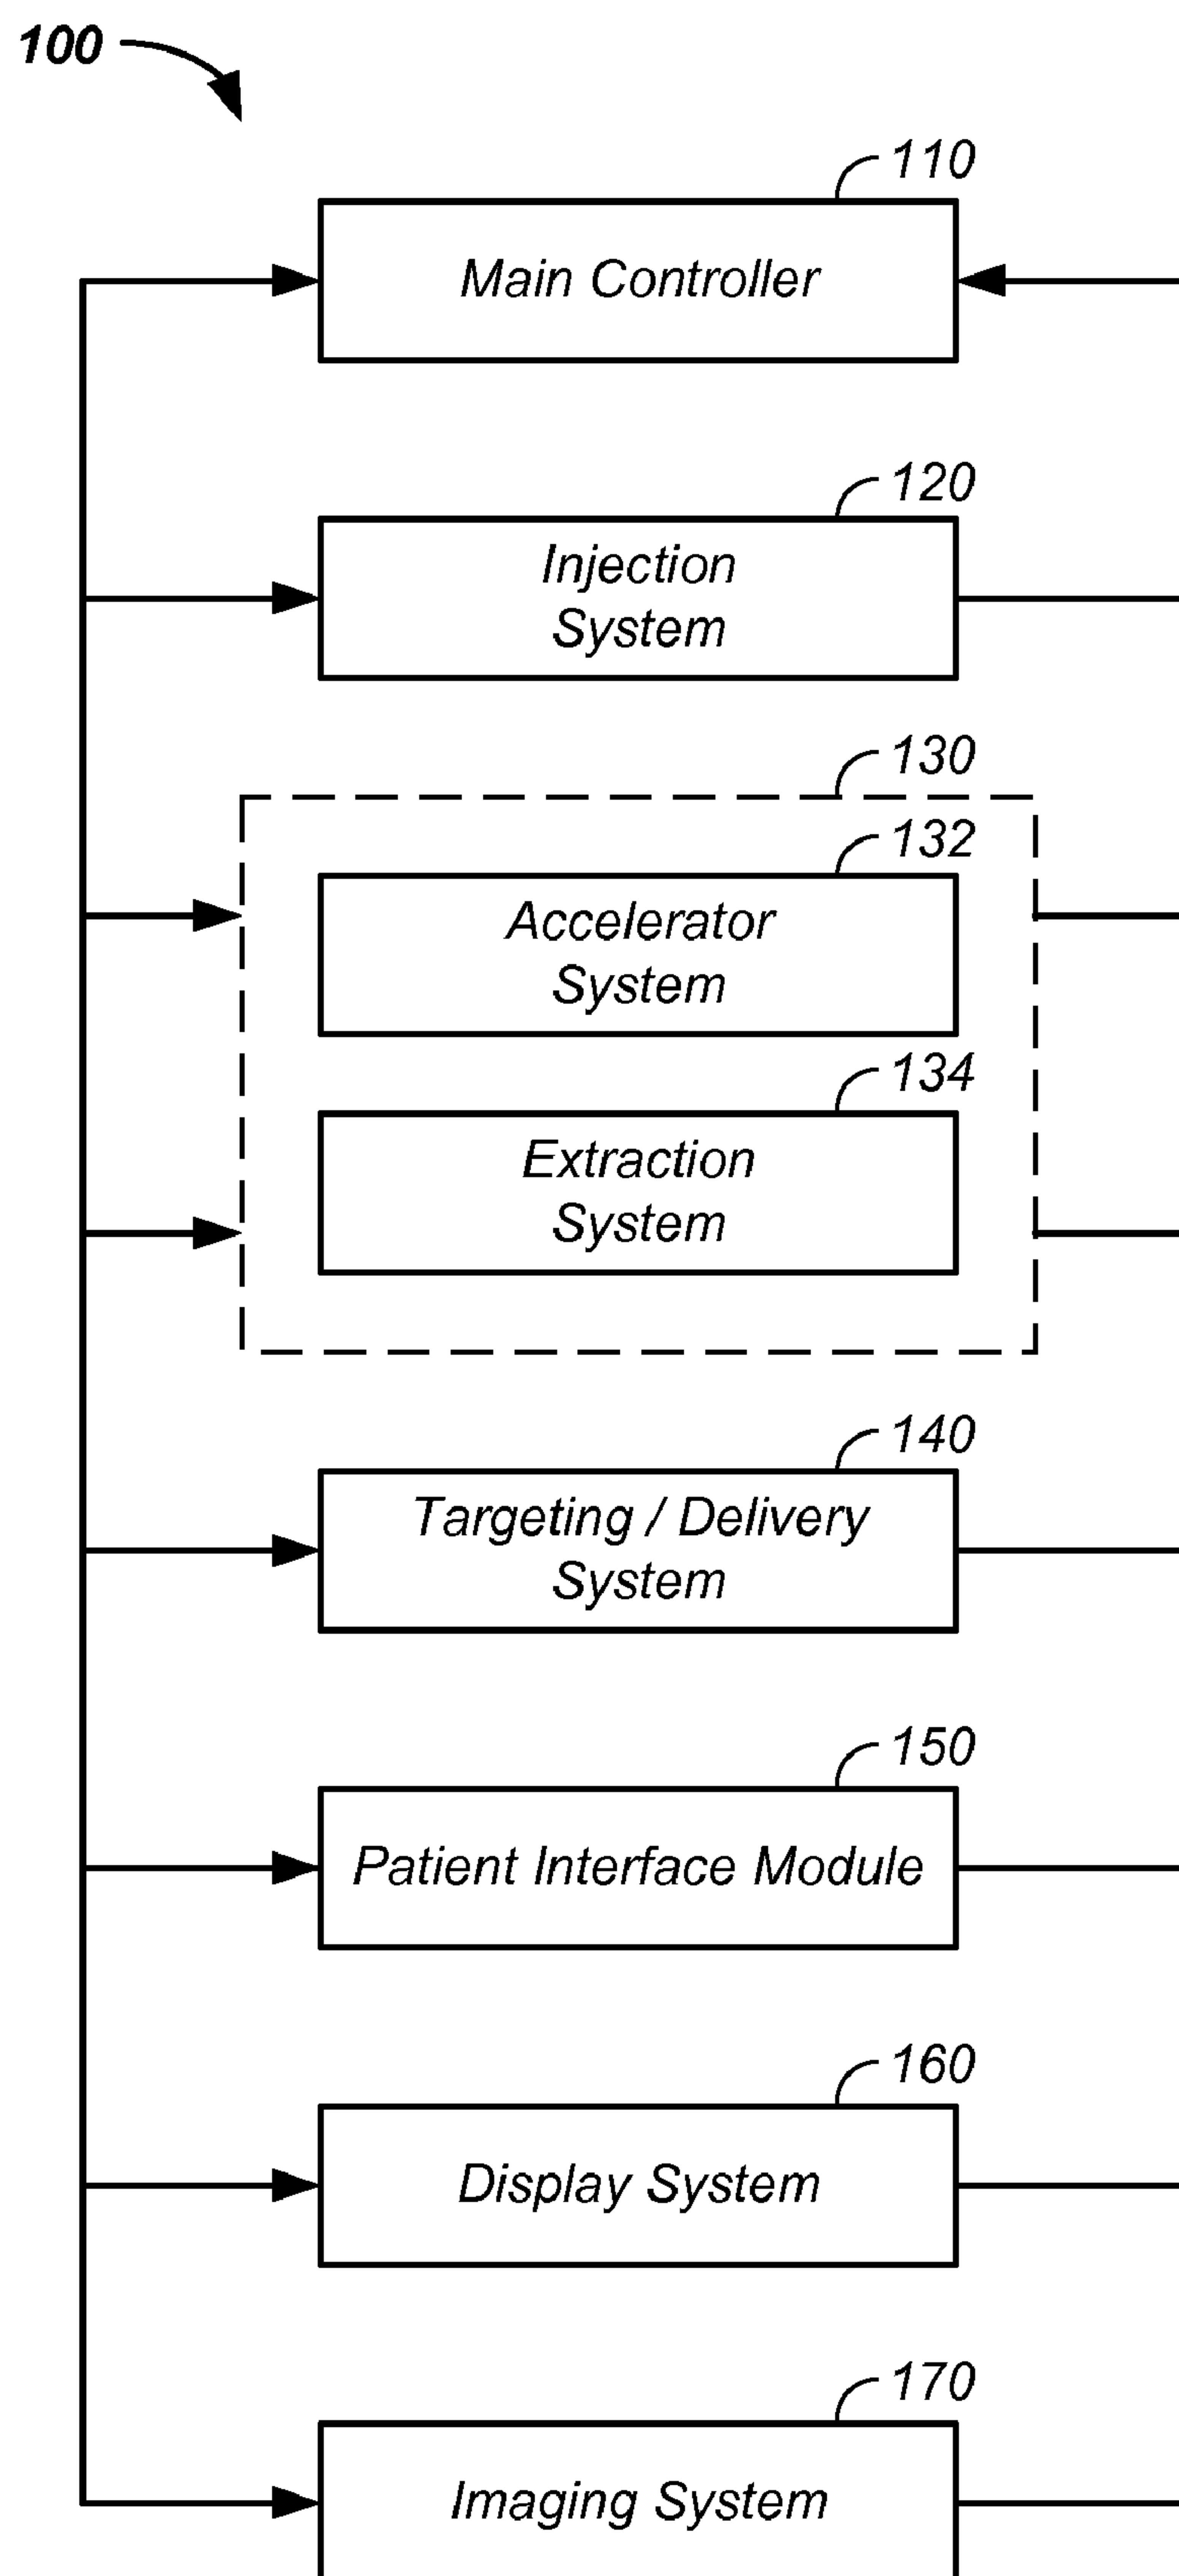 100
110
Main Controller
120
Injection
System
130
132
Accelerator
System
134
Extraction
System
140
Targeting / Delivery
System
150
Patient Interface Module
160
Display System
170
Imaging System